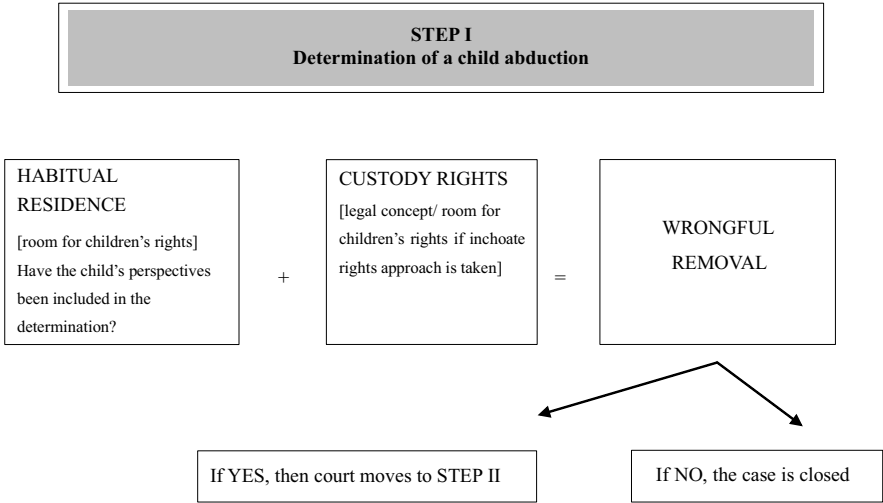 STEP I
Determination of a child abduction
HABITUAL
RESIDENCE
[room for children’s rights]
Have the child’s perspectives
been included in the
determination?
+
CUSTODY RIGHTS
[legal concept/ room for
children’s rights if inchoate
rights approach is taken]
=
WRONGFUL
REMOVAL
If YES, then court moves to STEP II
If NO, the case is closed